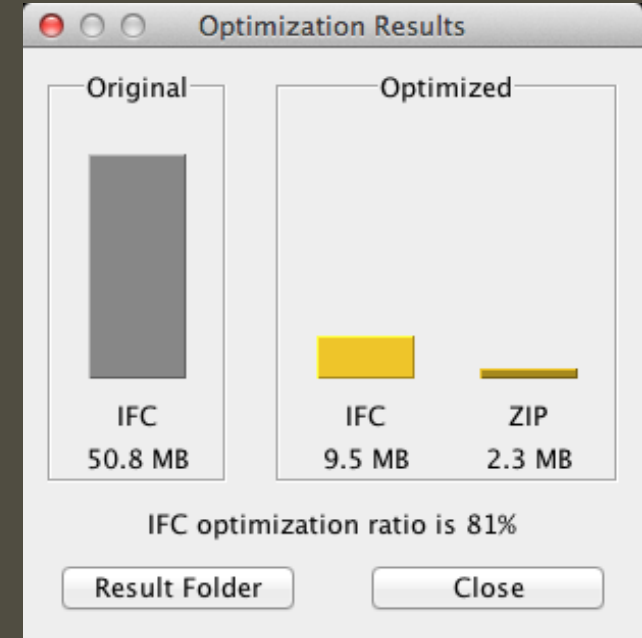 Optimization Results
Original
Optimized
IFC
IFC
ZIP
50.8 MB
9.5 MB
2.3 MB
IFC optimization ratio is 81%
Result Folder
Close